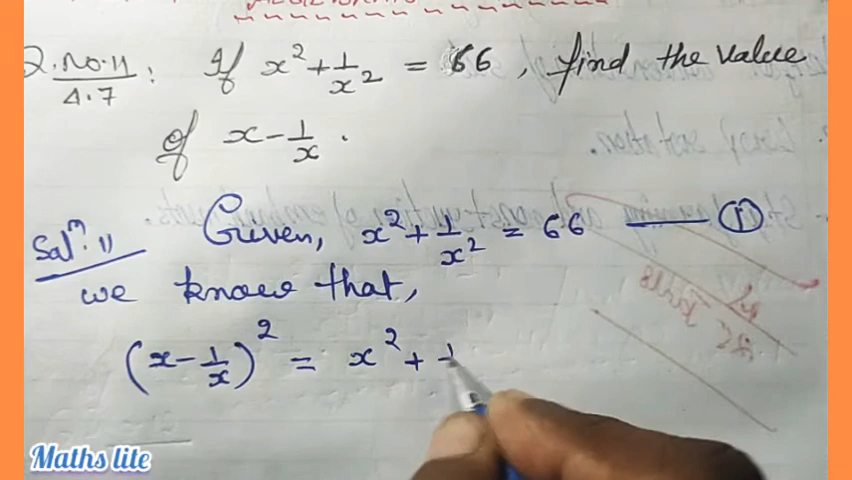 Q.No.11 : If x² + 1/x² = 66 , find the value
4.7
of x - 1/x .
Solⁿ. 11 Given, x² + 1/x² = 66 —— (1)
we know that,
(x - 1/x)² = x² + 1
Maths lite